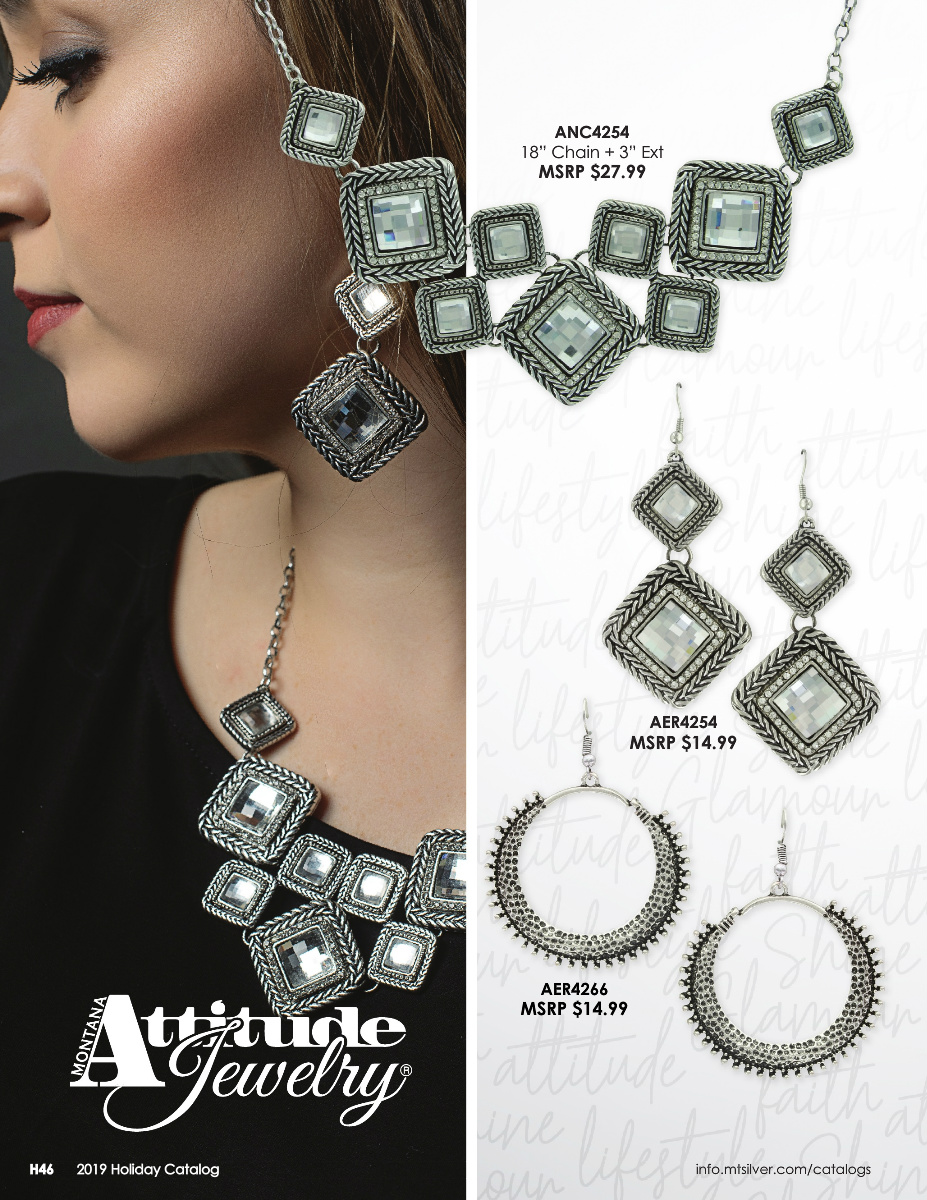 ANC4254
18” Chain + 3” Ext
MSRP $27.99
AER4254
MSRP $14.99
AER4266
MSRP $14.99
MONTANA
Attitude
Jewelry®
H46 2019 Holiday Catalog
info.mtsilver.com/catalogs